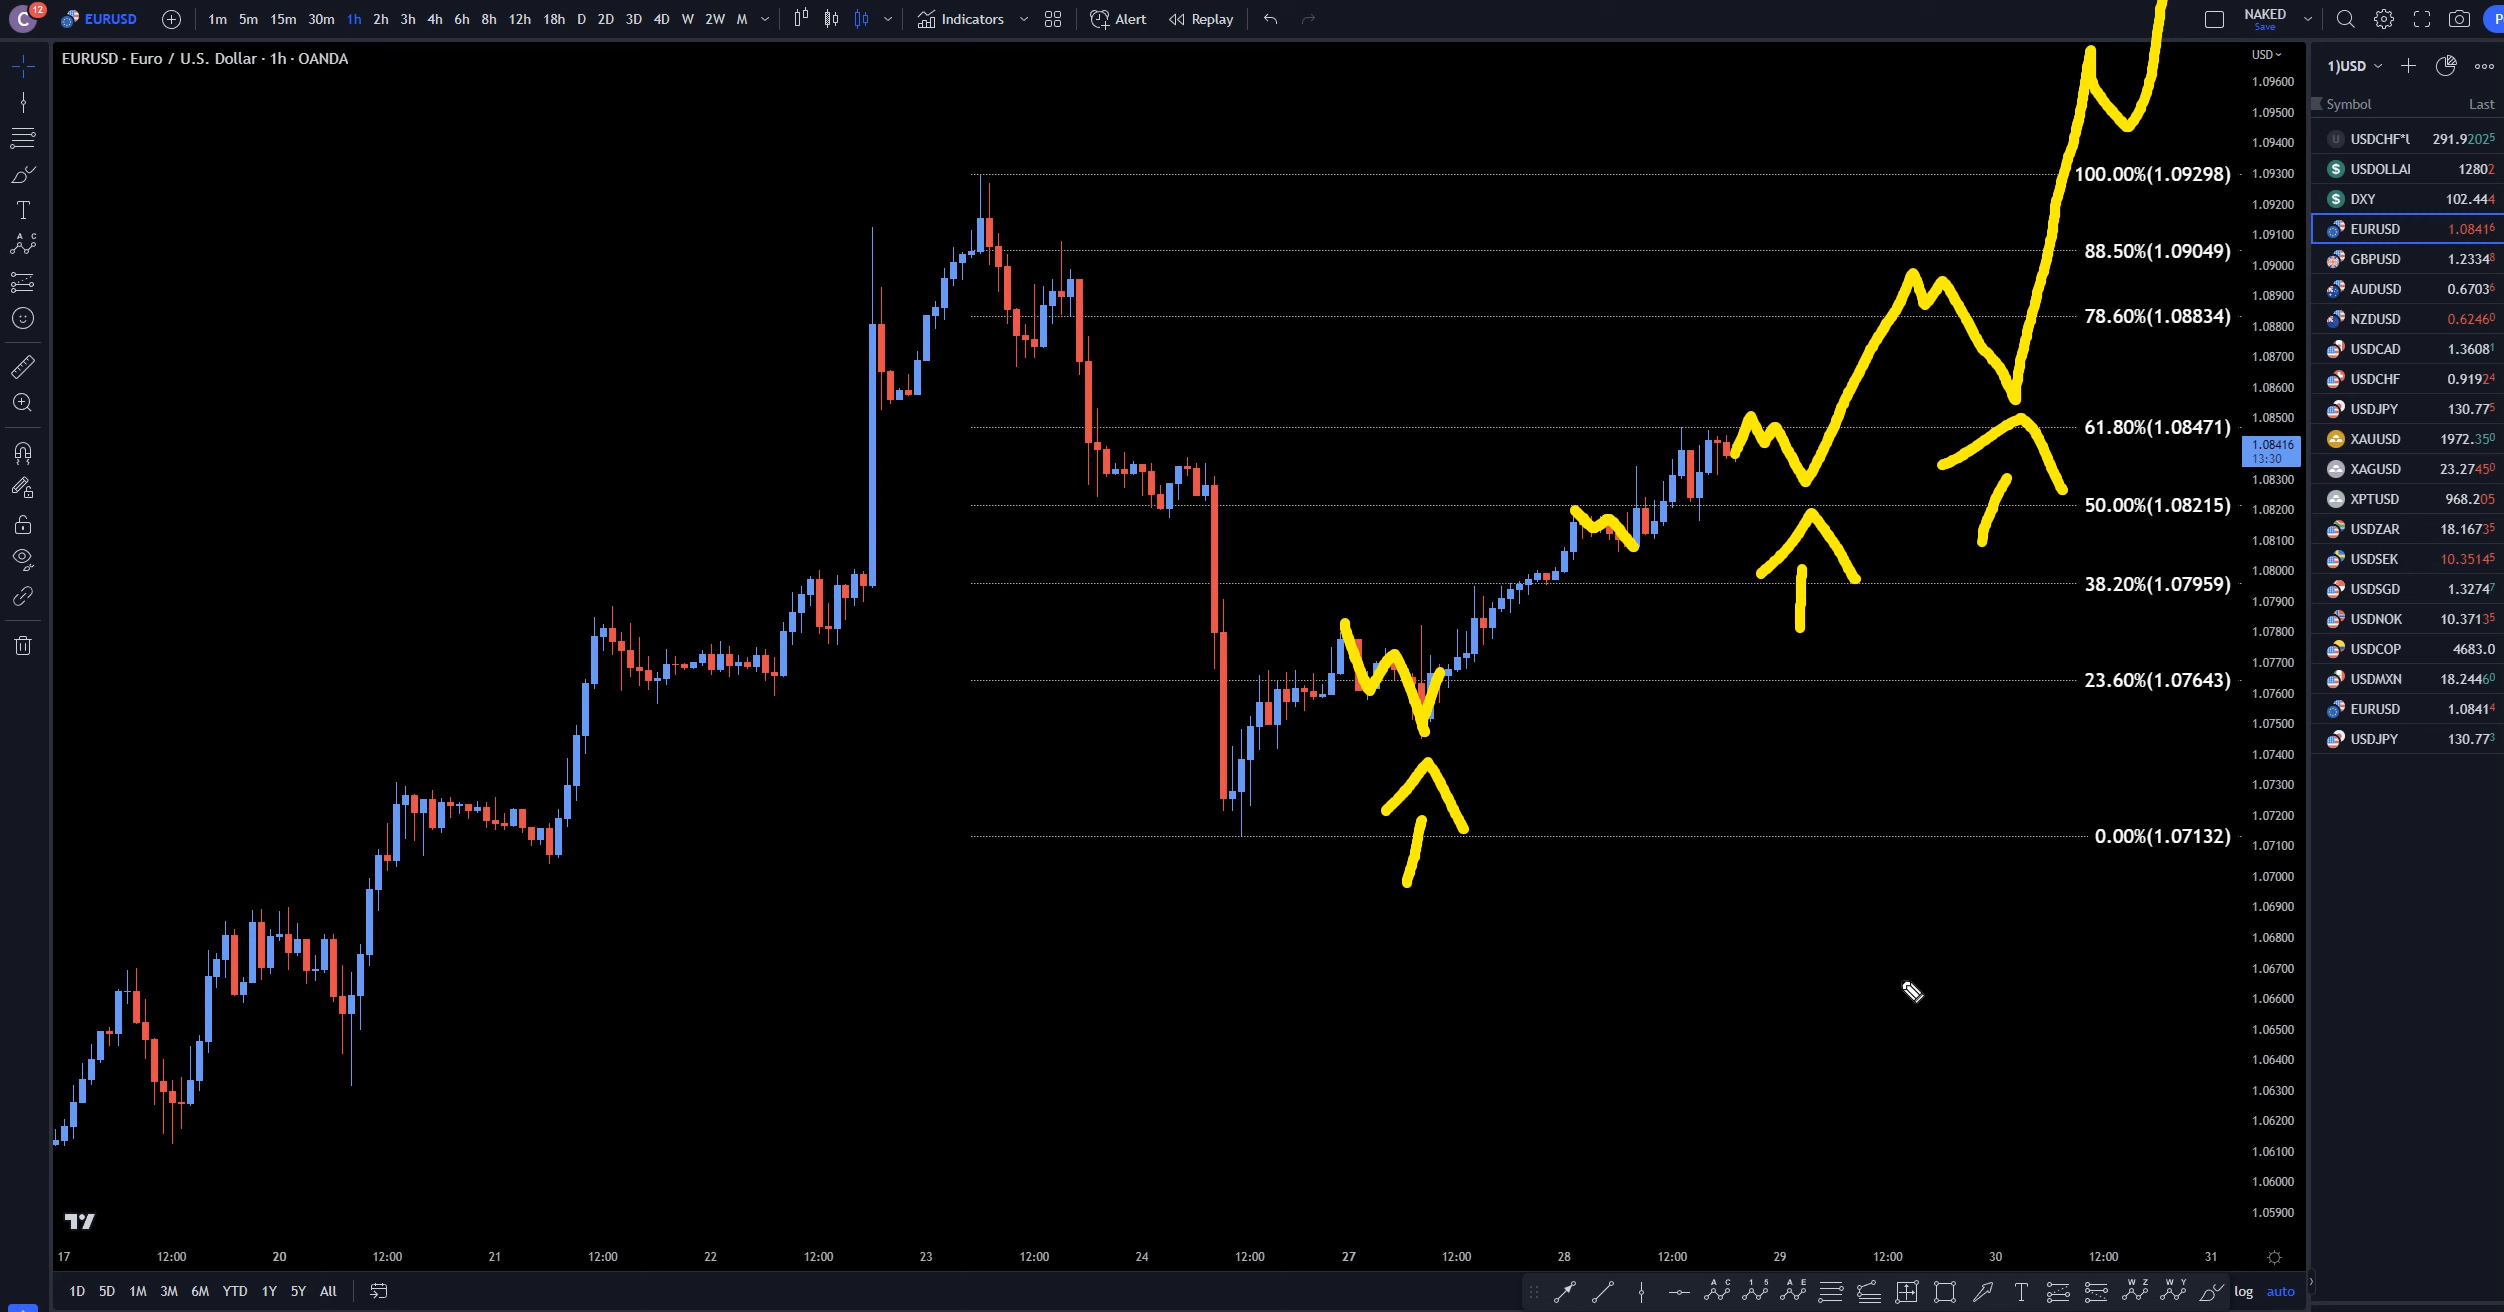 C 12 EURUSD 1m 5m 15m 30m 1h 2h 3h 4h 6h 8h 12h 18h D 2D 3D 4D W 2W M Indicators Alert Replay NAKED
Save
EURUSD · Euro / U.S. Dollar · 1h · OANDA
USD
1)USD
Symbol Last
USDCHF*U 291.92025
USDOLLAR 12802
DXY 102.444
EURUSD 1.08416
GBPUSD 1.23348
AUDUSD 0.67036
NZDUSD 0.62460
USDCAD 1.36081
USDCHF 0.91924
USDJPY 130.775
XAUUSD 1972.350
XAGUSD 23.27450
XPTUSD 968.205
USDZAR 18.16735
USDSEK 10.35145
USDSGD 1.32747
USDNOK 10.37135
USDCOP 4683.0
USDMXN 18.24460
EURUSD 1.08414
USDJPY 130.773
100.00%(1.09298)
88.50%(1.09049)
78.60%(1.08834)
61.80%(1.08471)
50.00%(1.08215)
38.20%(1.07959)
23.60%(1.07643)
0.00%(1.07132)
1.09600
1.09500
1.09400
1.09300
1.09200
1.09100
1.09000
1.08900
1.08800
1.08700
1.08600
1.08500
1.08416
13:30
1.08300
1.08200
1.08100
1.08000
1.07900
1.07800
1.07700
1.07600
1.07500
1.07400
1.07300
1.07200
1.07100
1.07000
1.06900
1.06800
1.06700
1.06600
1.06500
1.06400
1.06300
1.06200
1.06100
1.06000
1.05900
17 12:00 20 12:00 21 12:00 22 12:00 23 12:00 24 12:00 27 12:00 28 12:00 29 12:00 30 12:00 31
1D 5D 1M 3M 6M YTD 1Y 5Y All log auto